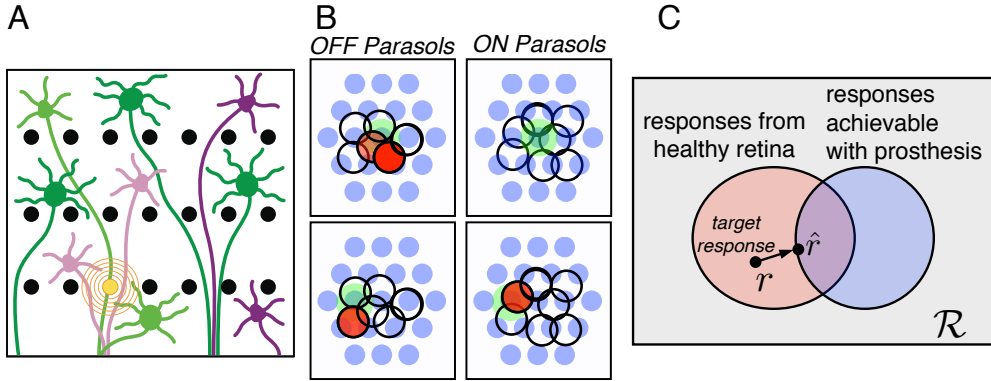 A
B
OFF Parasols
ON Parasols
C
responses from
healthy retina
responses
achievable
with prosthesis
target
response
r
r̂
ℛ